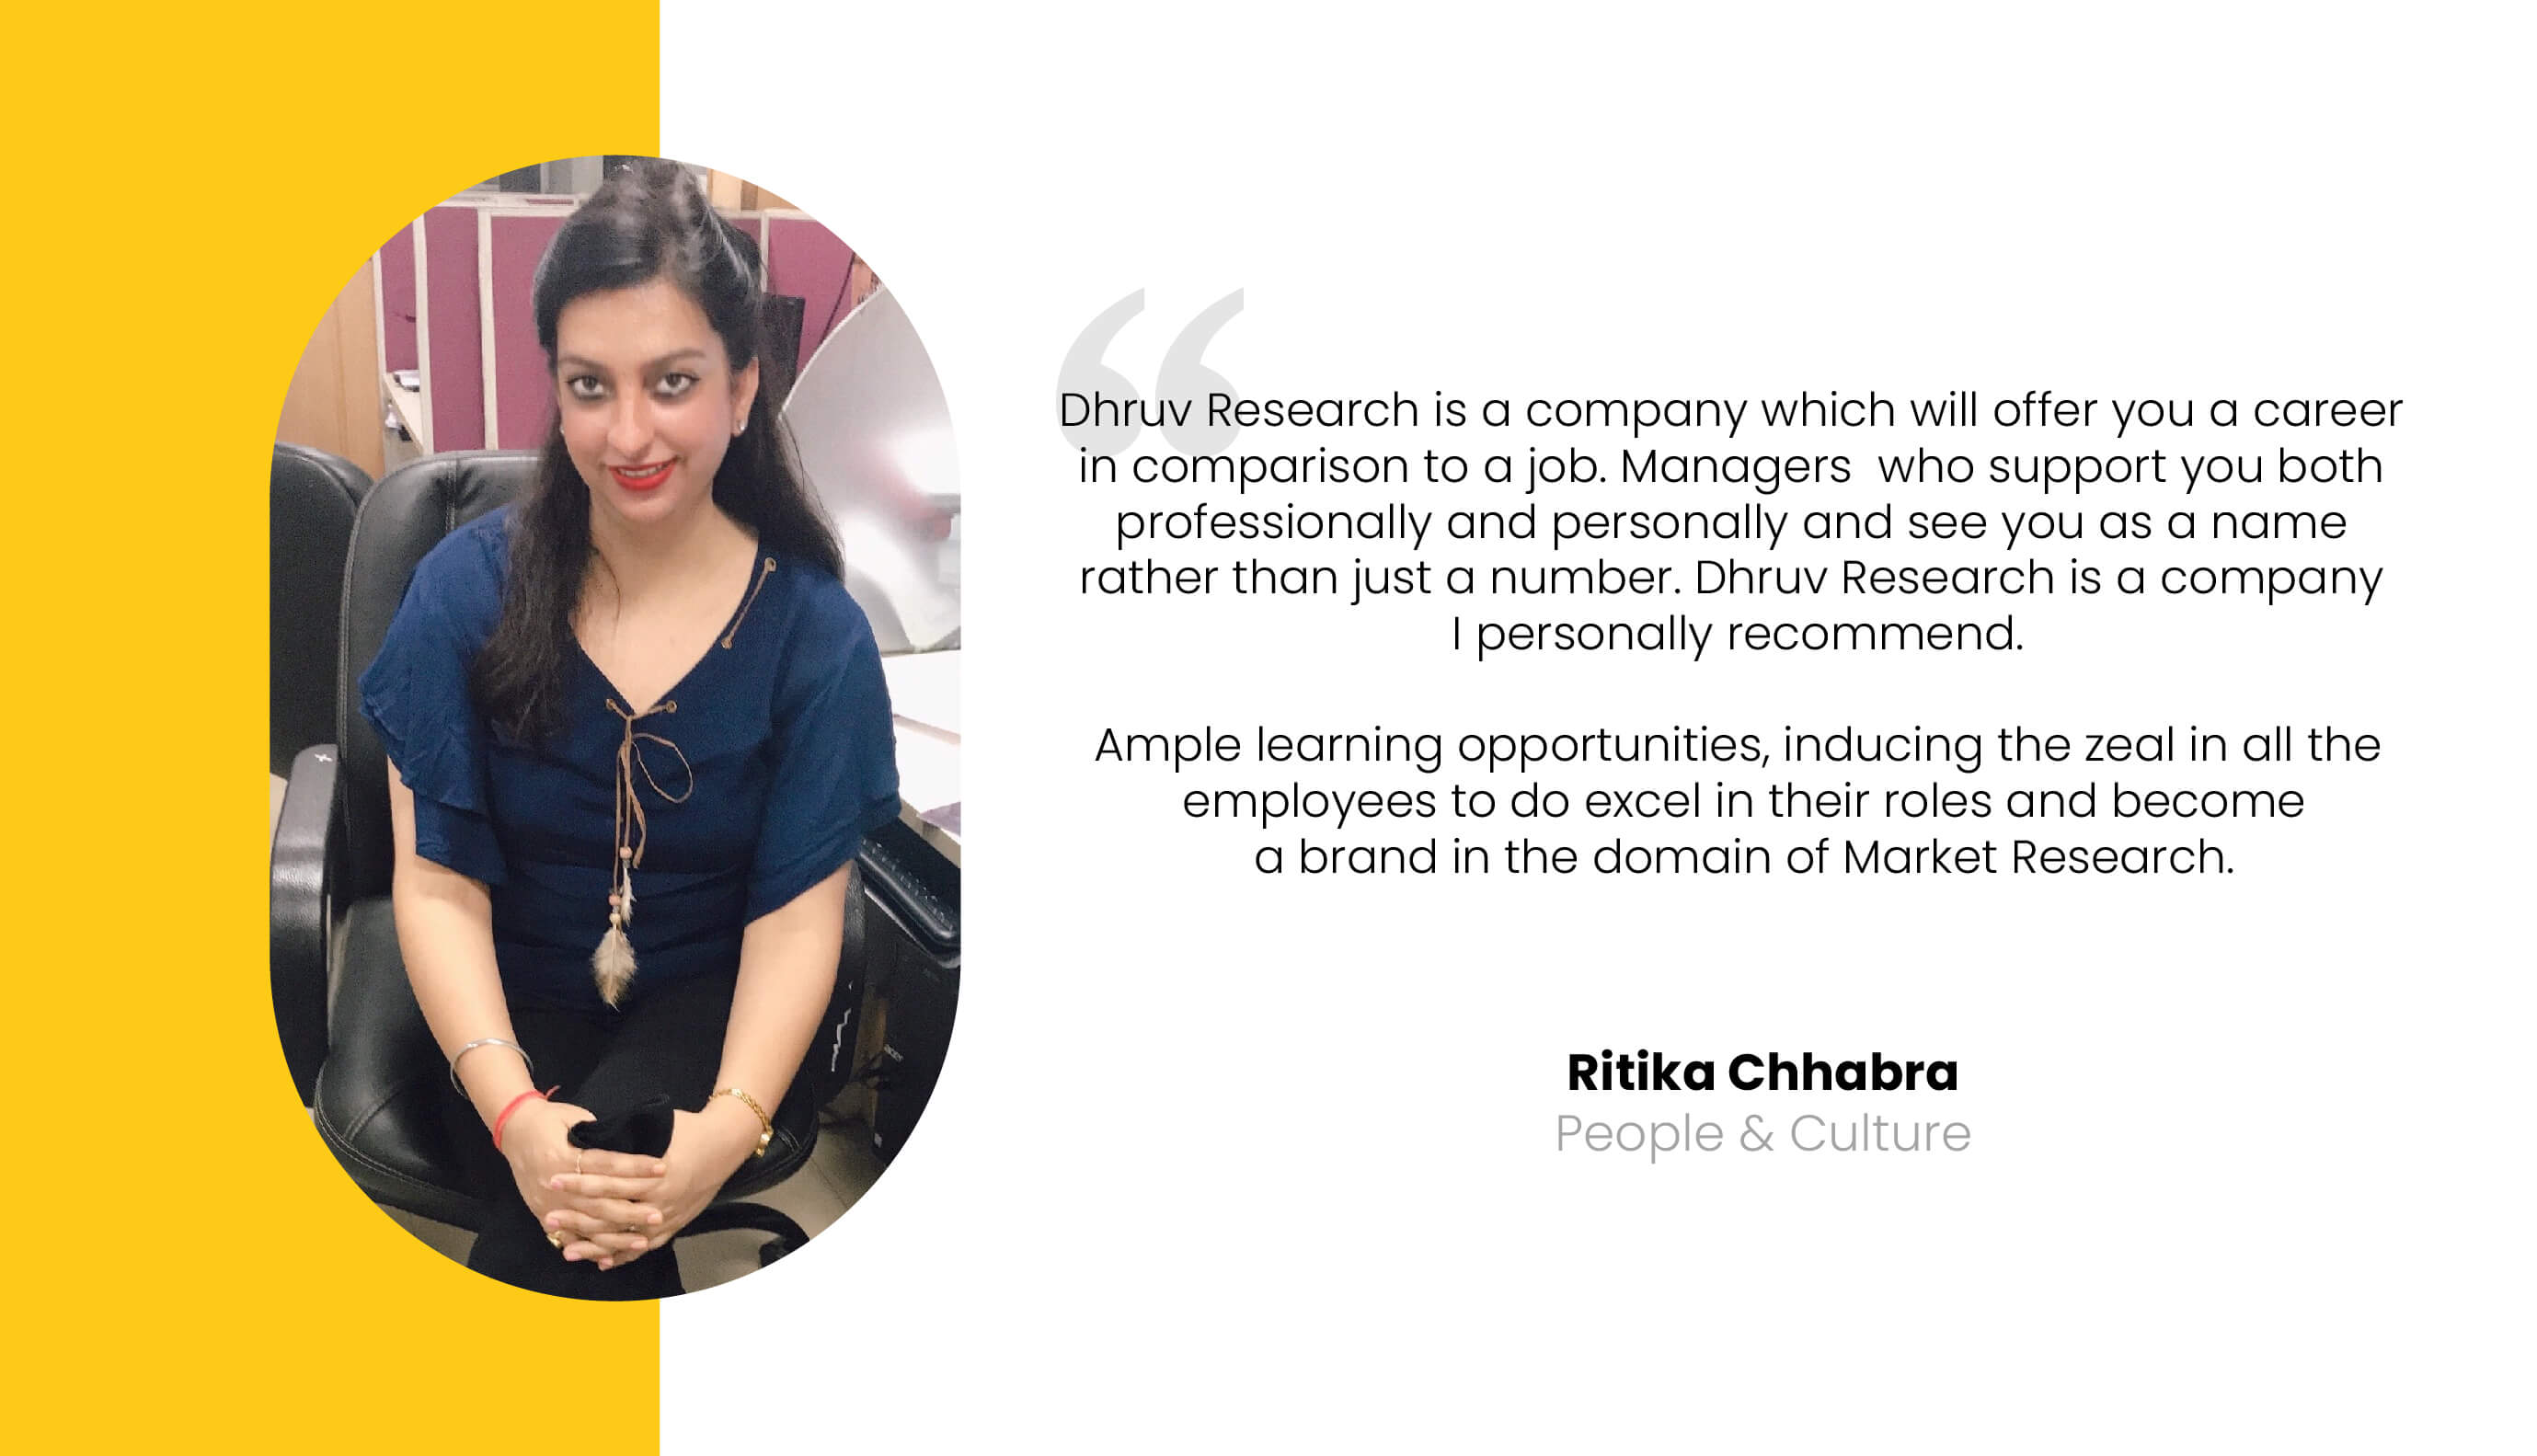 Dhruv Research is a company which will offer you a career
in comparison to a job. Managers  who support you both
professionally and personally and see you as a name
rather than just a number. Dhruv Research is a company
I personally recommend.
Ample learning opportunities, inducing the zeal in all the
employees to do excel in their roles and become
a brand in the domain of Market Research.
Ritika Chhabra
People & Culture
acer